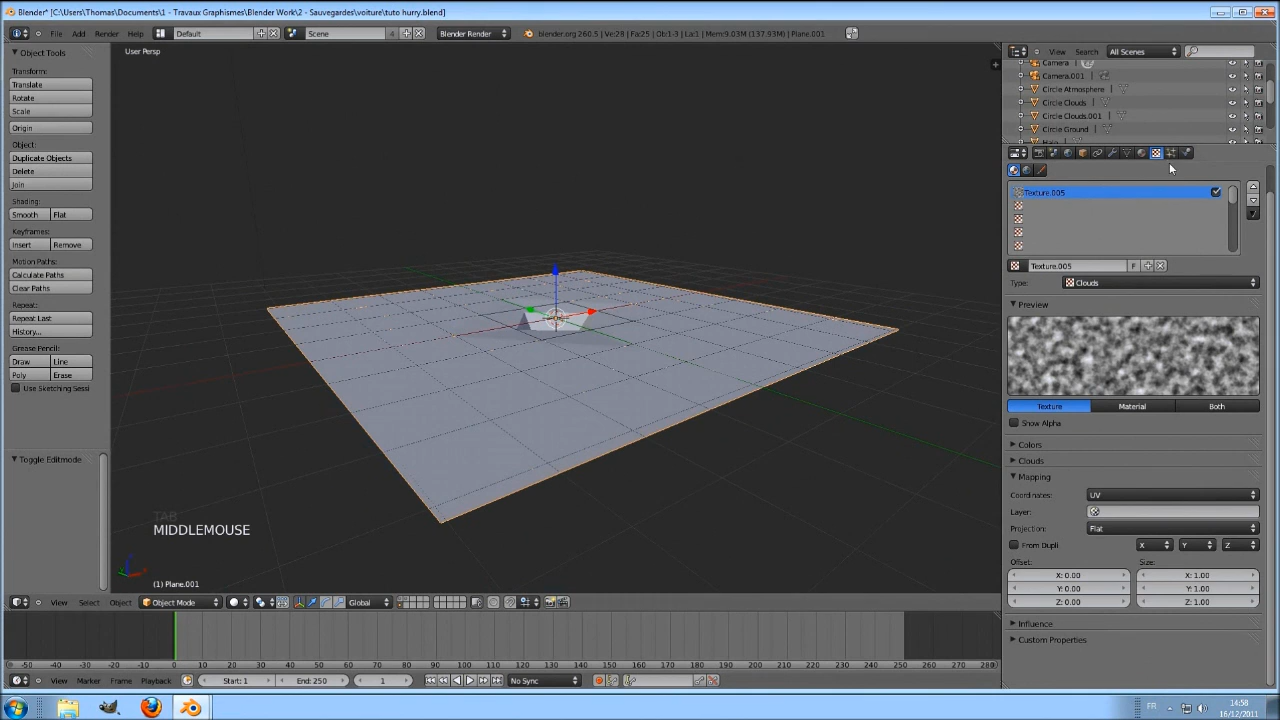 Blender* [C:\Users\Thomas\Documents\1 - Travaux Graphismes\Blender Work\2 - Sauvegardes\voiture\tuto hurry.blend]
File Add Render Help Default Scene 4 Blender Render blender.org 260.5 | Ve:28 | Fa:25 | Ob:1-3 | La:1 | Mem:9.03M (137.93M) | Plane.001
View Search All Scenes
Object Tools
User Persp
Camera
Transform:
Camera.001
Translate
Circle Atmosphere
Rotate
Circle Clouds
Scale
Circle Clouds.001
Origin
Circle Ground
Object:
Duplicate Objects
Delete
Join
Texture.005
Shading:
Smooth Flat
Keyframes:
Insert Remove
Texture.005 F
Motion Paths:
Calculate Paths
Type: Clouds
Clear Paths
Repeat:
Preview
Repeat Last
History...
Grease Pencil:
Draw Line
Poly Erase
Use Sketching Sessi
Texture Material Both
Show Alpha
Colors
Toggle Editmode
Clouds
Mapping
Coordinates: UV
Layer:
TAB
MIDDLEMOUSE
Projection: Flat
From Dupli X Y Z
Offset: Size:
X: 0.00 X: 1.00
(1) Plane.001
Y: 0.00 Y: 1.00
Z: 0.00 Z: 1.00
View Select Object Object Mode Global
Influence
Custom Properties
-50 -40 -30 -20 -10 0 10 20 30 40 50 60 70 80 90 100 110 120 130 140 150 160 170 180 190 200 210 220 230 240 250 260 270 280
View Marker Frame Playback Start: 1 End: 250 1 No Sync
FR 14:58
16/12/2011